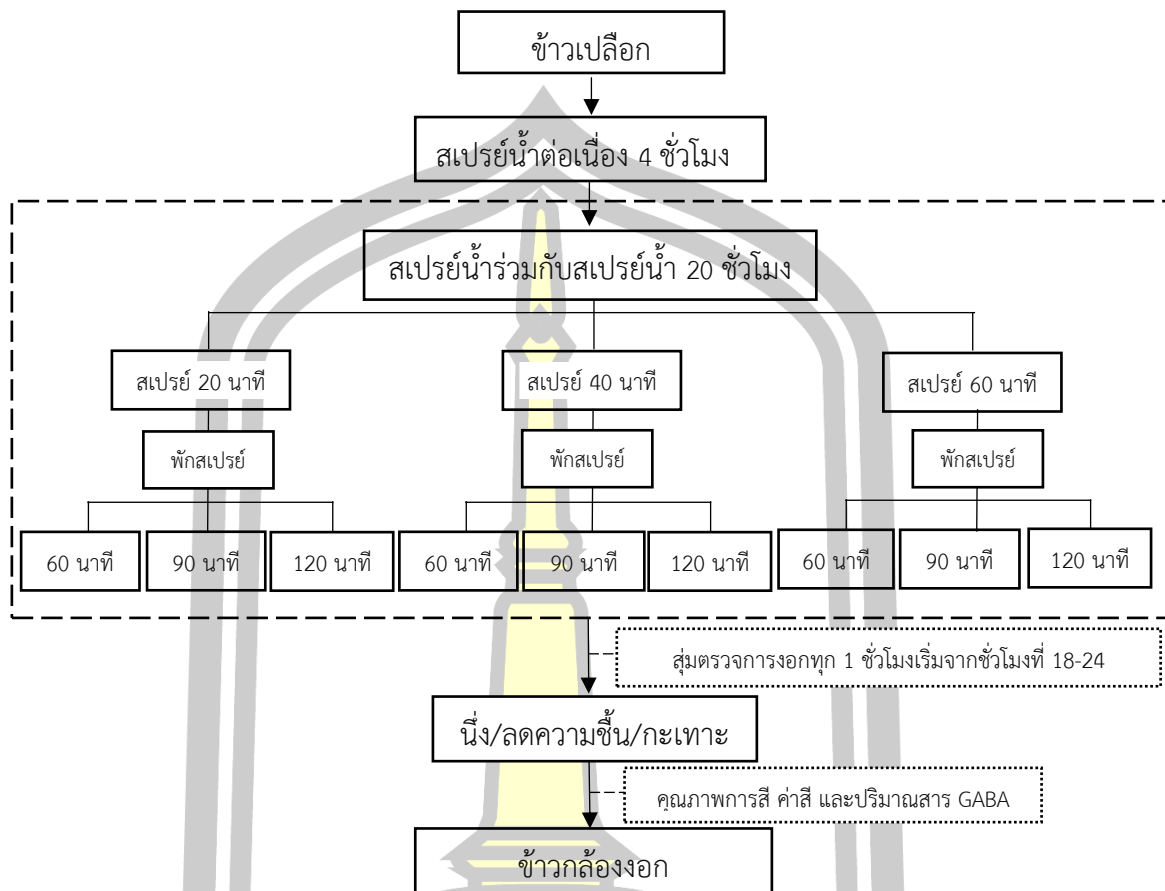 ข้าวเปลือก
สเปรย์น้ำต่อเนื่อง 4 ชั่วโมง
สเปรย์น้ำร่วมกับสเปรย์น้ำ 20 ชั่วโมง
สเปรย์ 20 นาที
สเปรย์ 40 นาที
สเปรย์ 60 นาที
พักสเปรย์
พักสเปรย์
พักสเปรย์
60 นาที
90 นาที
120 นาที
60 นาที
90 นาที
120 นาที
60 นาที
90 นาที
120 นาที
สุ่มตรวจการงอกทุก 1 ชั่วโมงเริ่มจากชั่วโมงที่ 18-24
นึ่ง/ลดความชื้น/กะเทาะ
คุณภาพการสี ค่าสี และปริมาณสาร GABA
ข้าวกล้องงอก